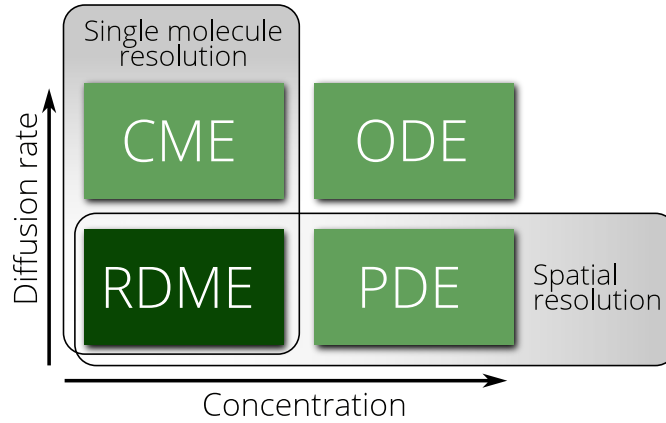 Single molecule
resolution
CME
ODE
Diffusion rate
RDME
PDE
Spatial
resolution
Concentration